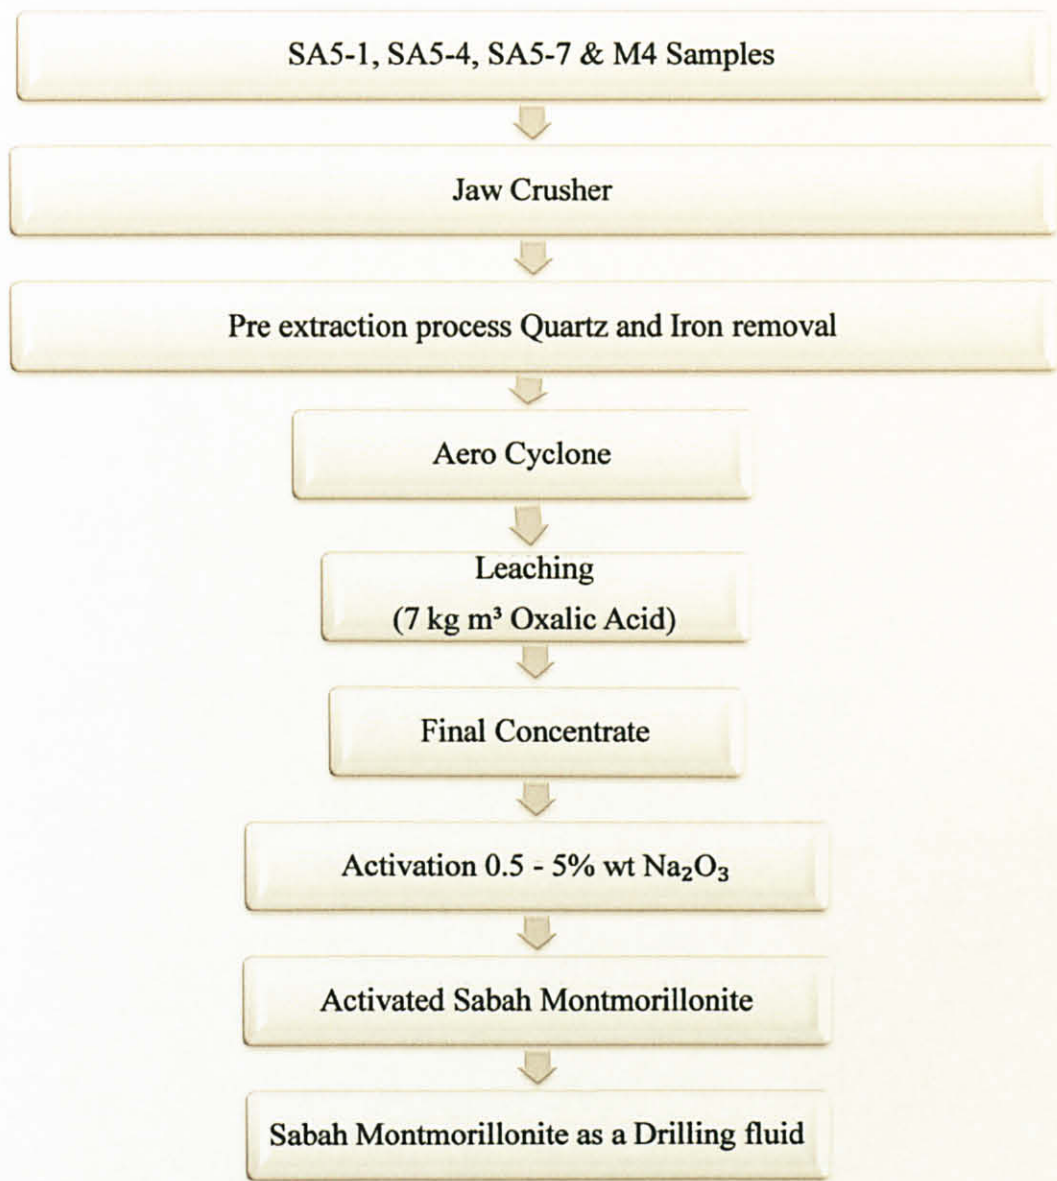 SA5-1, SA5-4, SA5-7 & M4 Samples
Jaw Crusher
Pre extraction process Quartz and Iron removal
Aero Cyclone
Leaching
(7 kg m³ Oxalic Acid)
Final Concentrate
Activation 0.5 - 5% wt Na₂O₃
Activated Sabah Montmorillonite
Sabah Montmorillonite as a Drilling fluid